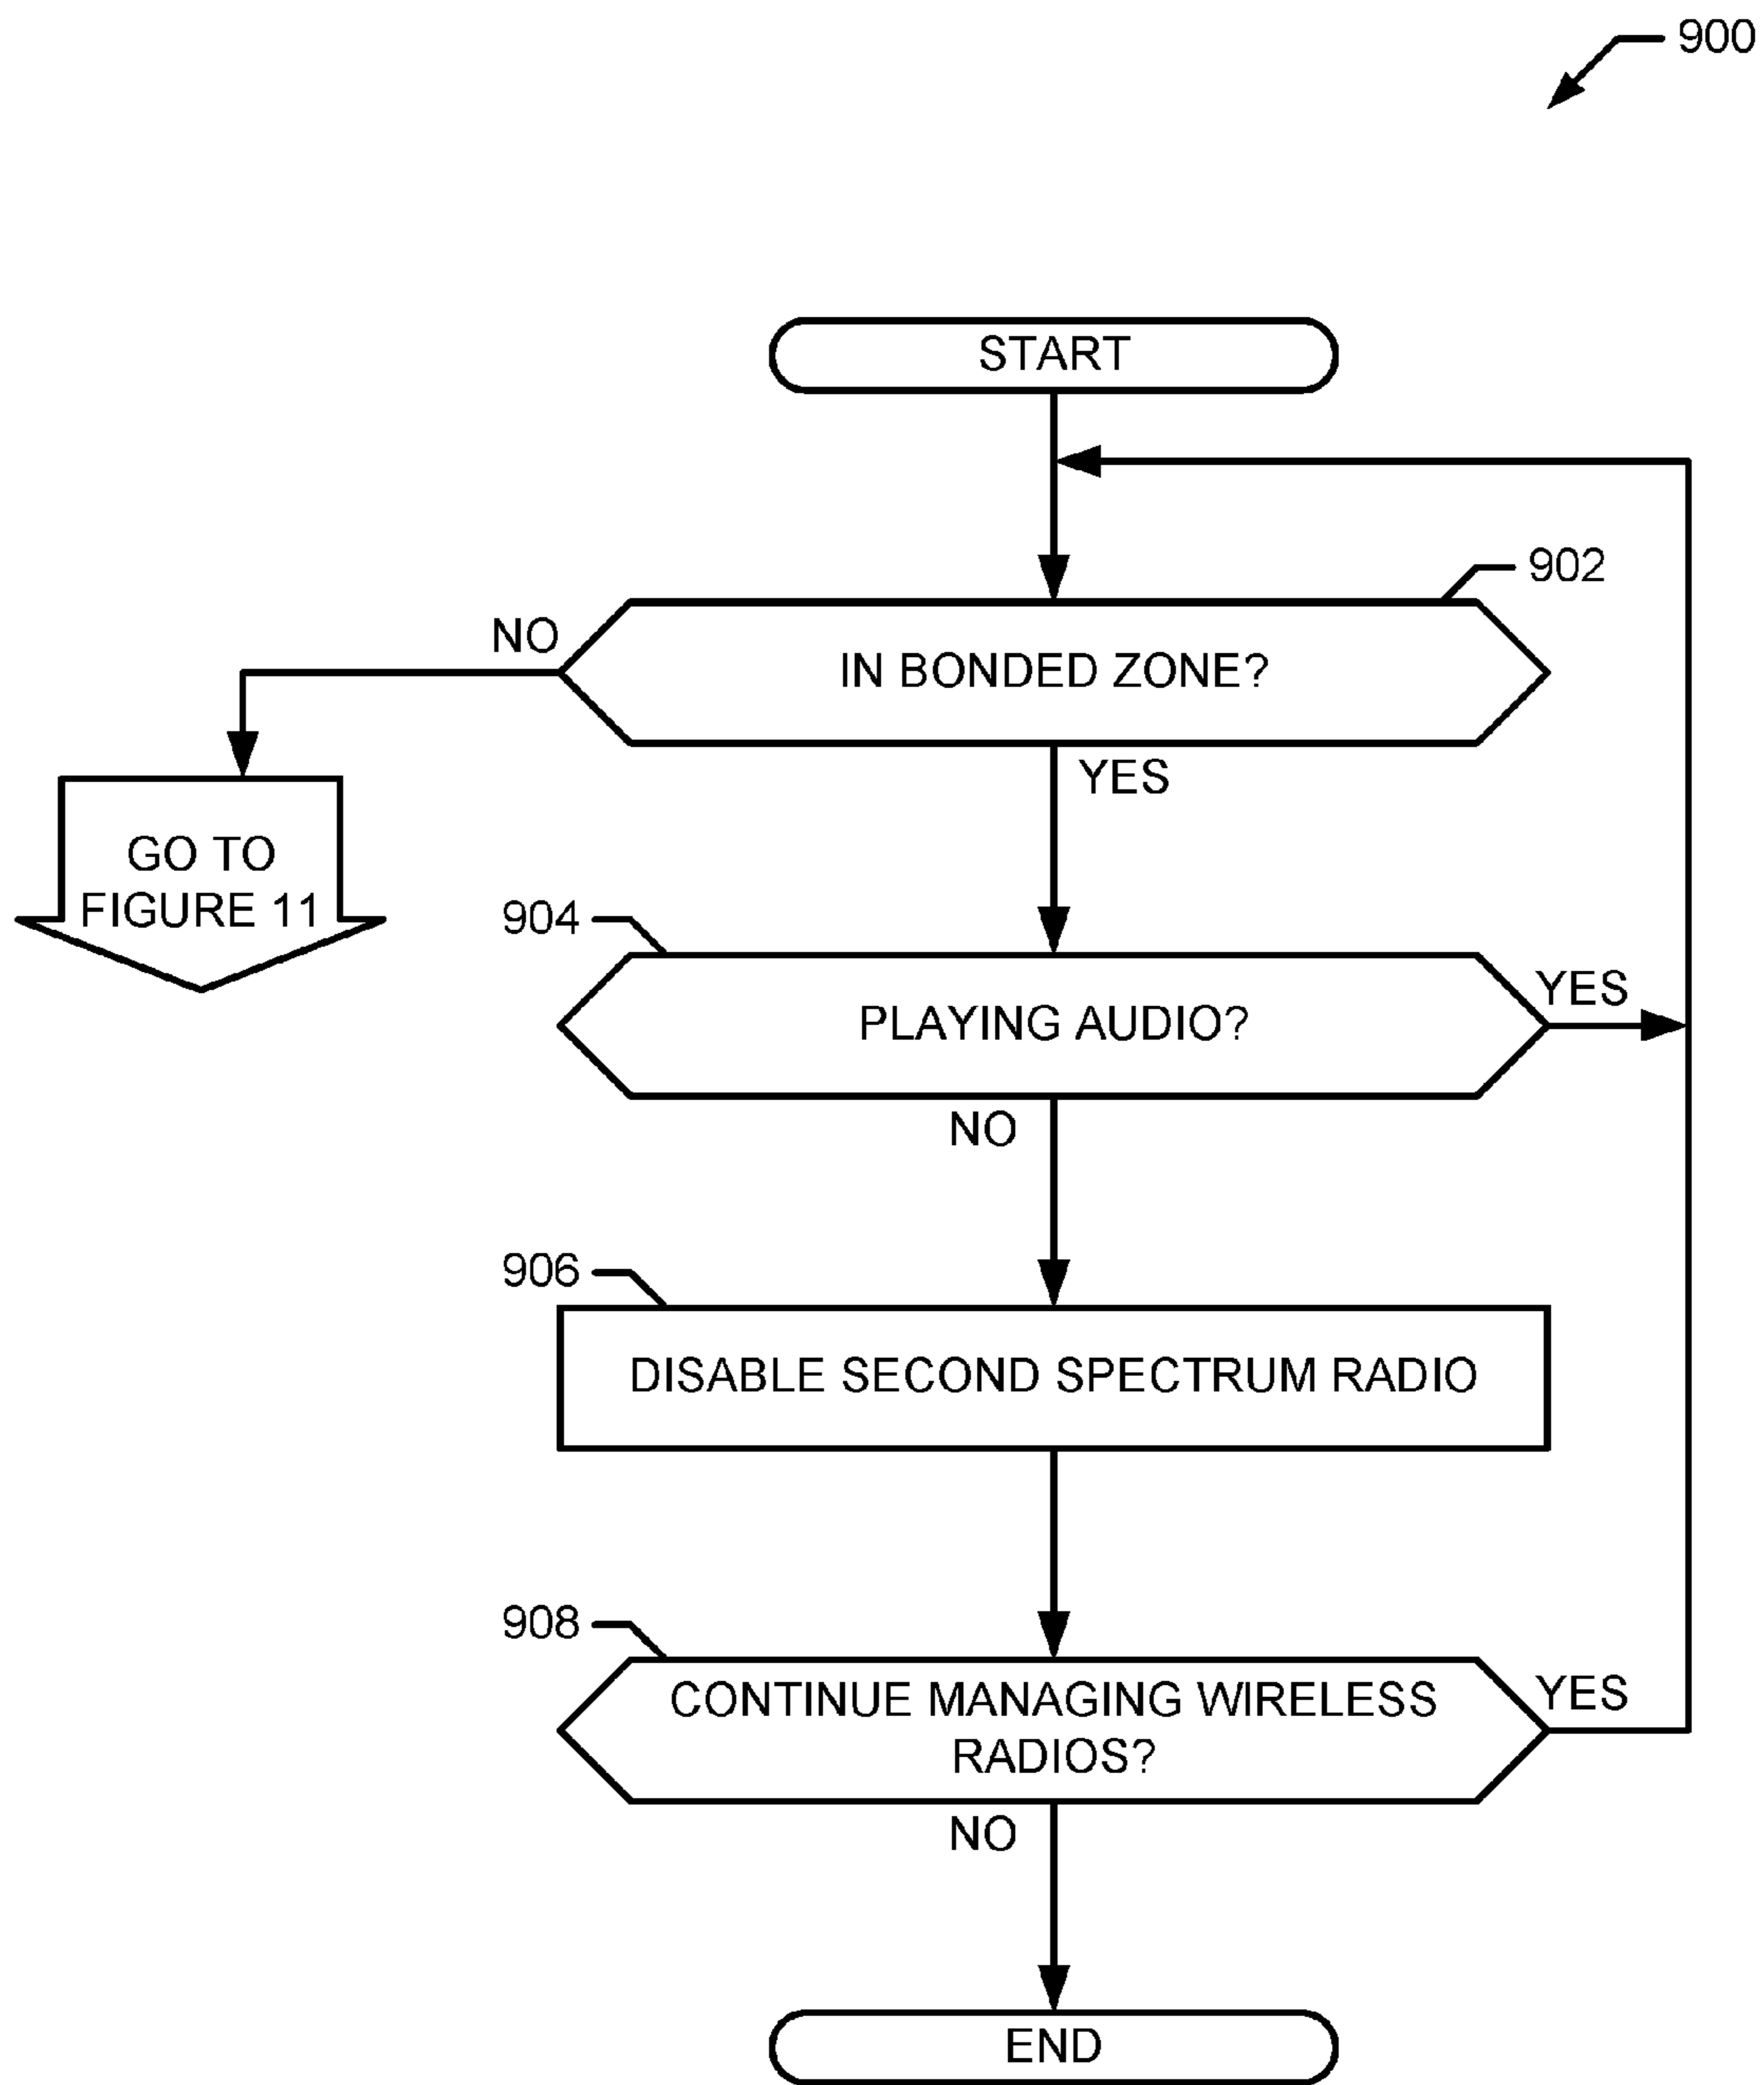 900
START
902
NO
IN BONDED ZONE?
YES
GO TO
FIGURE 11
904
YES
PLAYING AUDIO?
NO
906
DISABLE SECOND SPECTRUM RADIO
908
CONTINUE MANAGING WIRELESS
RADIOS?
YES
NO
END